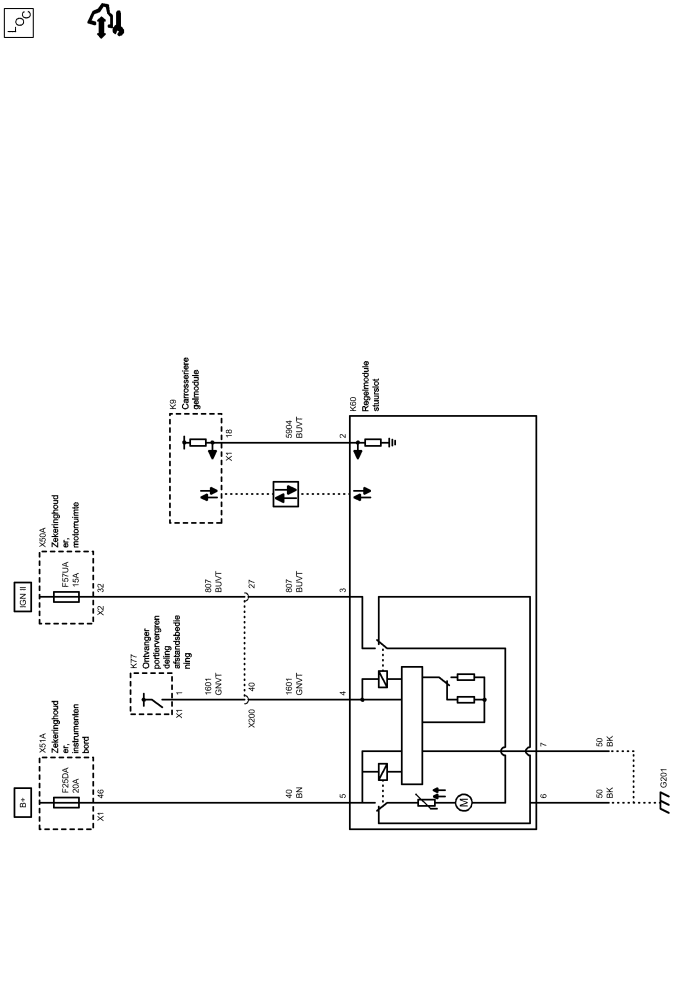 LOC
B+
X51A
Zekeringhoud
er,
instrumenten
bord
F25DA
20A
46
X1
40
BN
5
K77
Ontvanger
portiervergren
deling
afstandsbedie
ning
1
X1
1601
GNVT
40
X200
1601
GNVT
4
IGN II
X50A
Zekeringhoud
er,
motorruimte
F57UA
15A
32
X2
807
BUVT
27
807
BUVT
3
K9
Carrosseriere
gelmodule
18
X1
5904
BUVT
2
K60
Regelmodule
stuurslot
M
6
7
50
BK
50
BK
G201